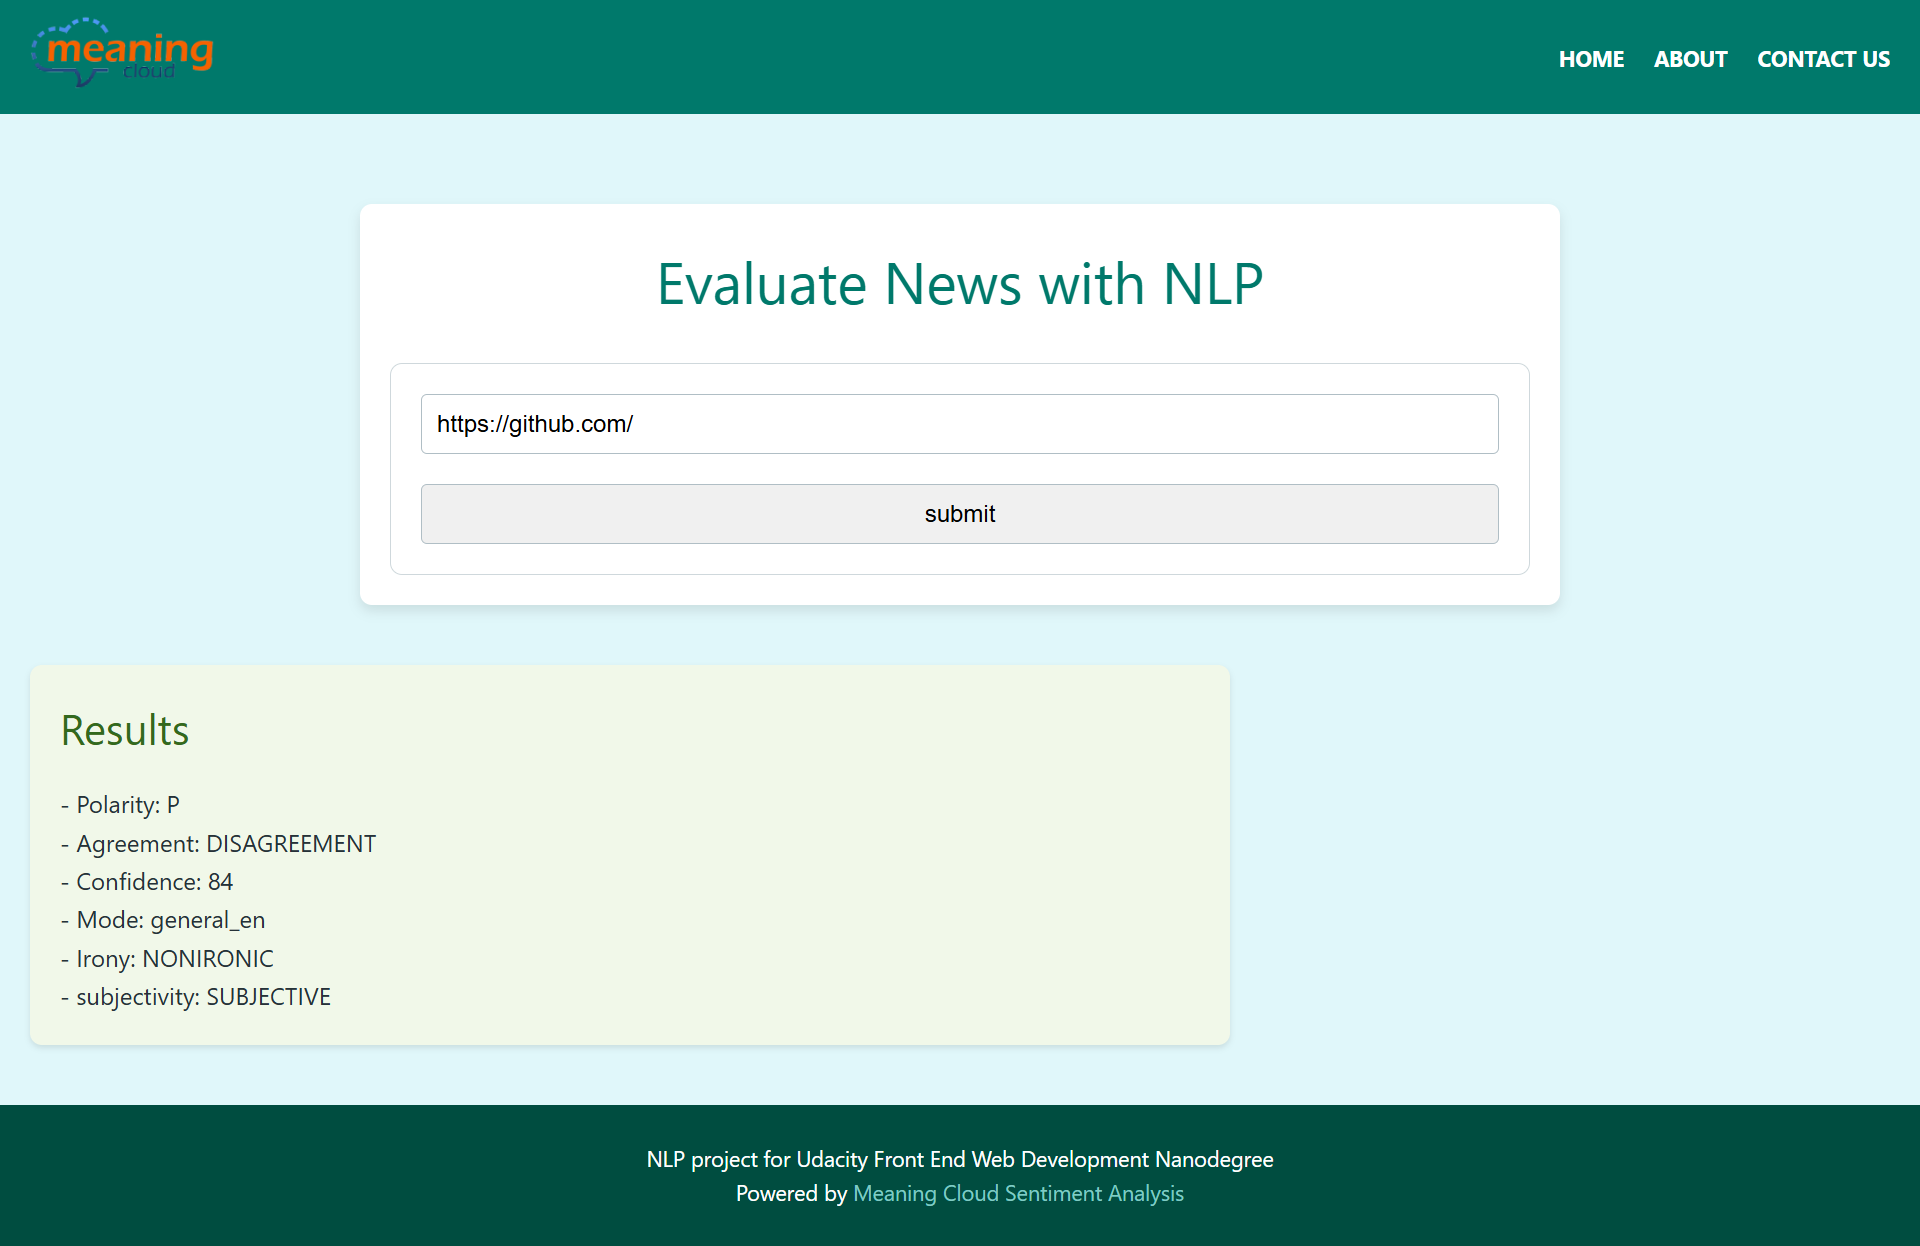 meaning
cloud
HOME ABOUT CONTACT US
Evaluate News with NLP
https://github.com/
submit
Results
- Polarity: P
- Agreement: DISAGREEMENT
- Confidence: 84
- Mode: general_en
- Irony: NONIRONIC
- subjectivity: SUBJECTIVE
NLP project for Udacity Front End Web Development Nanodegree
Powered by Meaning Cloud Sentiment Analysis